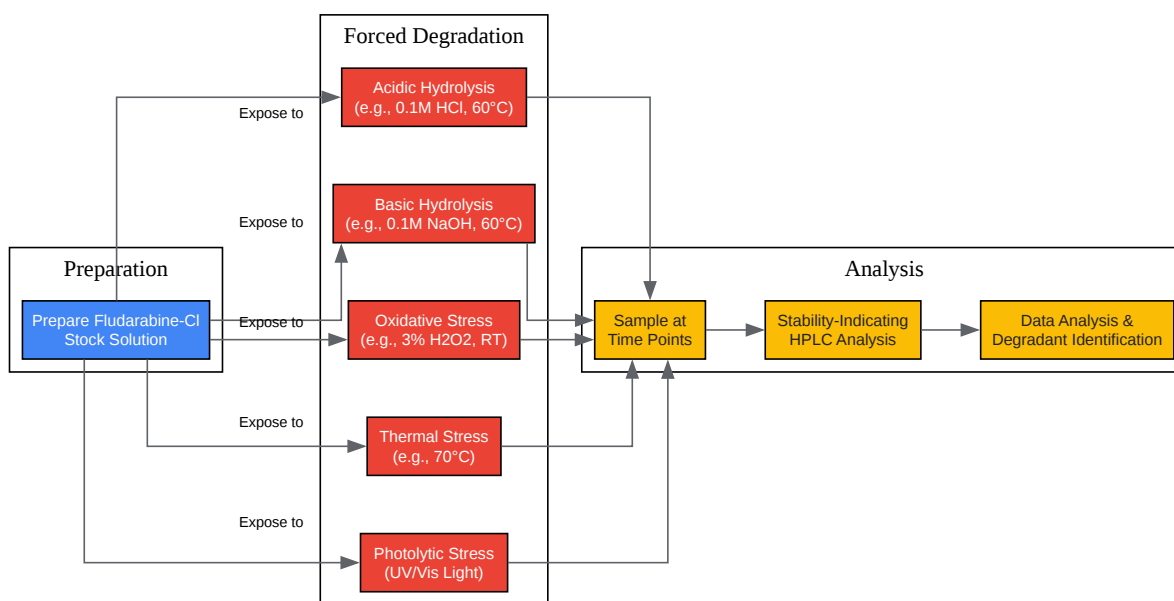 Forced Degradation
Acidic Hydrolysis
(e.g., 0.1M HCl, 60°C)
Expose to
Basic Hydrolysis
(e.g., 0.1M NaOH, 60°C)
Expose to
Preparation
Prepare Fludarabine-Cl
Stock Solution
Expose to
Oxidative Stress
(e.g., 3% H2O2, RT)
Analysis
Sample at
Time Points
Stability-Indicating
HPLC Analysis
Data Analysis &
Degradant Identification
Expose to
Thermal Stress
(e.g., 70°C)
Expose to
Photolytic Stress
(UV/Vis Light)